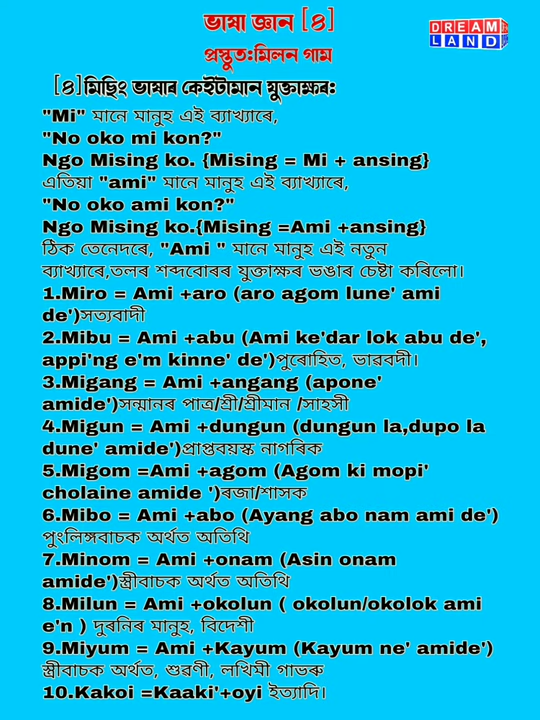 ভাষা জ্ঞান [৪]
DREAM
LAND
প্ৰস্তুতঃমিলন গাম
[৪]মিছিং ভাষাৰ কেইটামান যুক্তাক্ষৰঃ
"Mi" মানে মানুহ এই ব্যাখ্যাৰে,
"No oko mi kon?"
Ngo Mising ko. {Mising = Mi + ansing}
এতিয়া "ami" মানে মানুহ এই ব্যাখ্যাৰে,
"No oko ami kon?"
Ngo Mising ko.{Mising =Ami +ansing}
ঠিক তেনেদৰে, "Ami " মানে মানুহ এই নতুন
ব্যাখ্যাৰে,তলৰ শব্দবোৰৰ যুক্তাক্ষৰ ভঙাৰ চেষ্টা কৰিলো।
1.Miro = Ami +aro (aro agom lune' ami
de')সত্যবাদী
2.Mibu = Ami +abu (Ami ke'dar lok abu de',
appi'ng e'm kinne' de')পুৰোহিত, ভাৱবদী।
3.Migang = Ami +angang (apone'
amide')সন্মানৰ পাত্ৰ/শ্ৰী/শ্ৰীমান /সাহসী
4.Migun = Ami +dungun (dungun la,dupo la
dune' amide')প্ৰাপ্তবয়স্ক নাগৰিক
5.Migom =Ami +agom (Agom ki mopi'
cholaine amide ')ৰজা/শাসক
6.Mibo = Ami +abo (Ayang abo nam ami de')
পুংলিঙ্গবাচক অৰ্থত অতিথি
7.Minom = Ami +onam (Asin onam
amide')স্ত্ৰীবাচক অৰ্থত অতিথি
8.Milun = Ami +okolun ( okolun/okolok ami
e'n ) দুৰনিৰ মানুহ, বিদেশী
9.Miyum = Ami +Kayum (Kayum ne' amide')
স্ত্ৰীবাচক অৰ্থত, শুৱণী, লখিমী গাভৰু
10.Kakoi =Kaaki'+oyi ইত্যাদি।